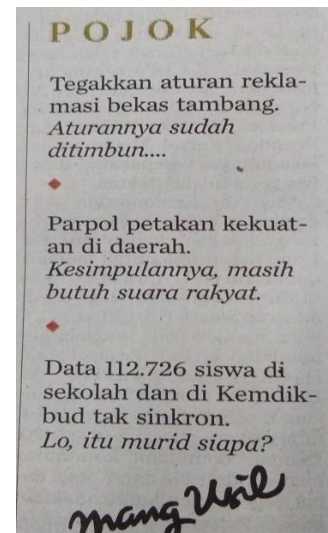 POJOK
Tegakkan aturan rekla-
masi bekas tambang.
Aturannya sudah
ditimbun....
Parpol petakan kekuat-
an di daerah.
Kesimpulannya, masih
butuh suara rakyat.
Data 112.726 siswa di
sekolah dan di Kemdik-
bud tak sinkron.
Lo, itu murid siapa?
mang Usil